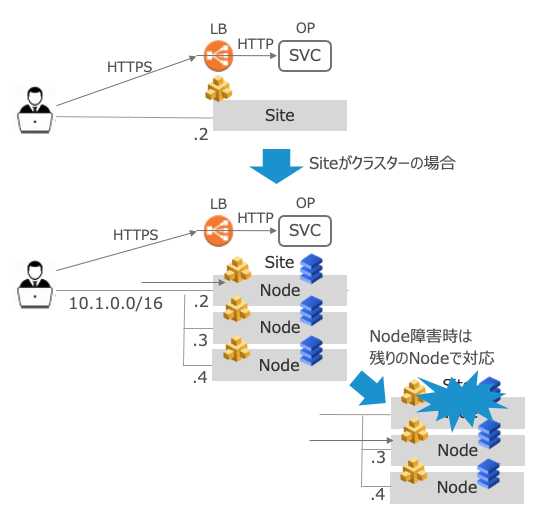 LB
OP
HTTP
SVC
HTTPS
Site
.2
Siteがクラスターの場合
LB
OP
HTTP
SVC
HTTPS
Site
Node
10.1.0.0/16
.2
Node
.3
Node
.4
Node障害時は
残りのNodeで対応
Node
.3
Node
.4